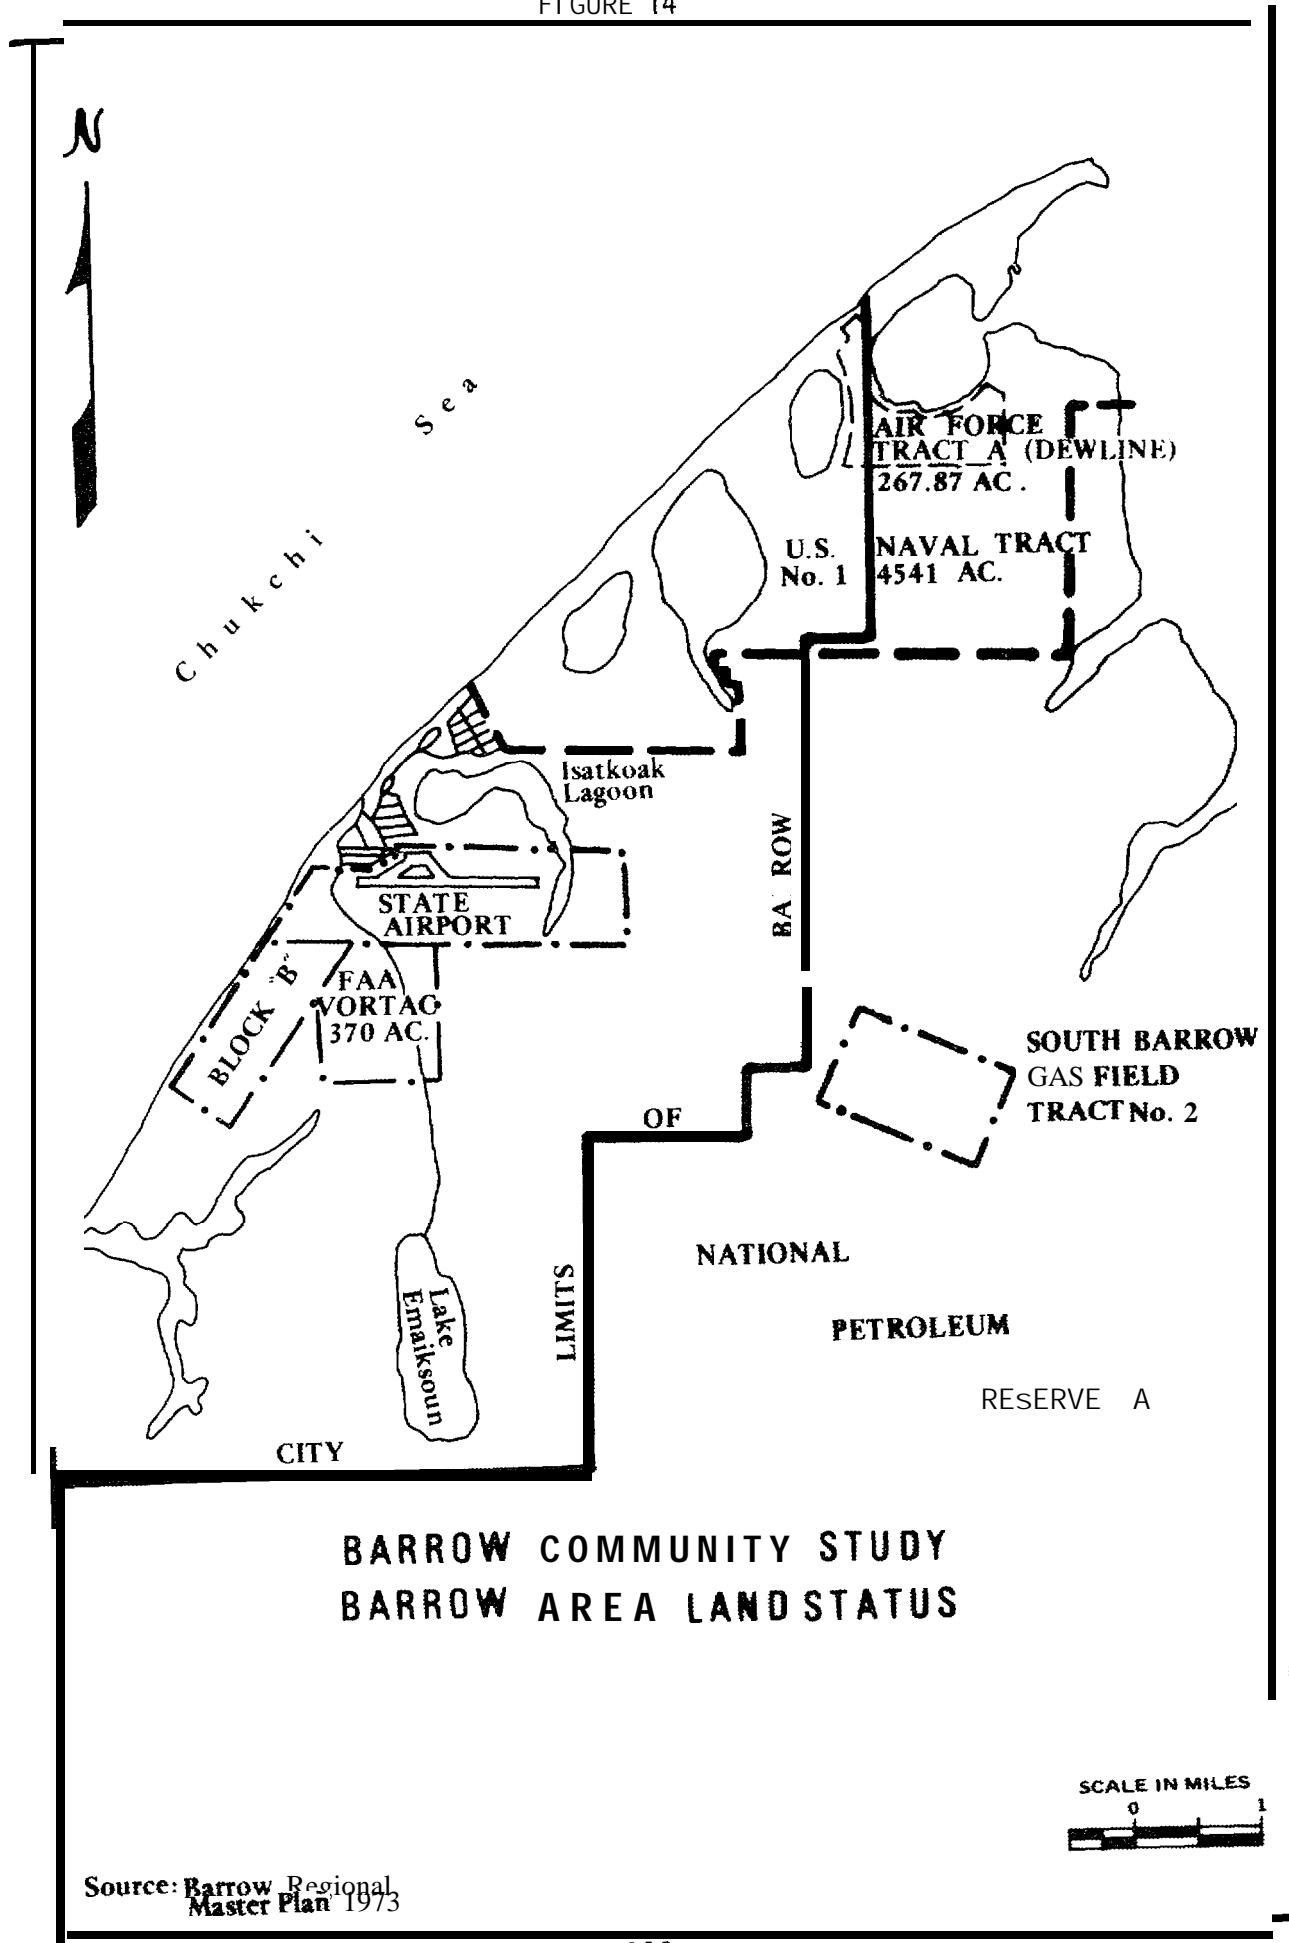 FIGURE 14
N
Chukchi Sea
AIR FORCE
TRACT A (DEWLINE)
267.87 AC.
U.S. NAVAL TRACT
No. 1 4541 AC.
Isatkoak
Lagoon
BA ROW
STATE
AIRPORT
BLOCK "B"
FAA
VORTAC
370 AC.
SOUTH BARROW
GAS FIELD
TRACT No. 2
OF
NATIONAL
LIMITS
PETROLEUM
Lake
Emaiksoun
REsERVE A
CITY
BARROW COMMUNITY STUDY
BARROW AREA LAND STATUS
SCALE IN MILES
0 1
Source: Barrow Regional
Master Plan 1973